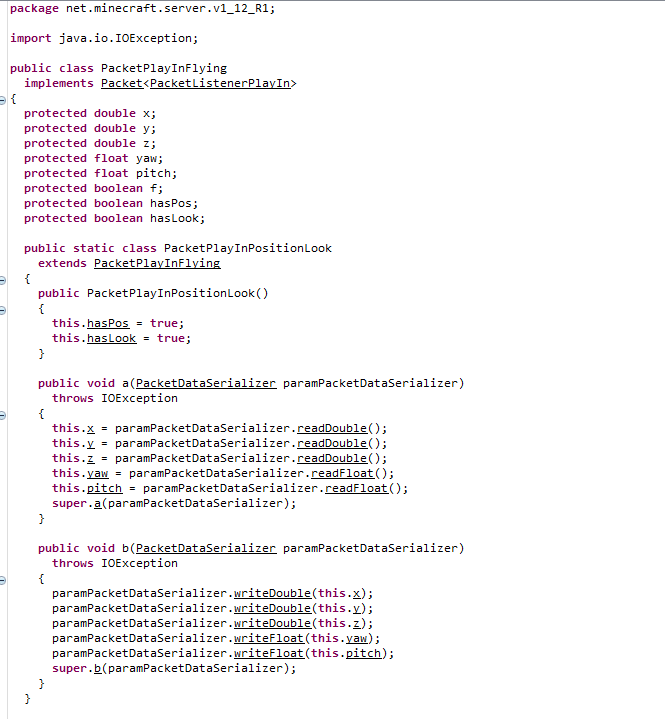 package net.minecraft.server.v1_12_R1;
import java.io.IOException;
public class PacketPlayInFlying
implements Packet<PacketListenerPlayIn>
{
protected double x;
protected double y;
protected double z;
protected float yaw;
protected float pitch;
protected boolean f;
protected boolean hasPos;
protected boolean hasLook;
public static class PacketPlayInPositionLook
extends PacketPlayInFlying
{
public PacketPlayInPositionLook()
{
this.hasPos = true;
this.hasLook = true;
}
public void a(PacketDataSerializer paramPacketDataSerializer)
throws IOException
{
this.x = paramPacketDataSerializer.readDouble();
this.y = paramPacketDataSerializer.readDouble();
this.z = paramPacketDataSerializer.readDouble();
this.yaw = paramPacketDataSerializer.readFloat();
this.pitch = paramPacketDataSerializer.readFloat();
super.a(paramPacketDataSerializer);
}
public void b(PacketDataSerializer paramPacketDataSerializer)
throws IOException
{
paramPacketDataSerializer.writeDouble(this.x);
paramPacketDataSerializer.writeDouble(this.y);
paramPacketDataSerializer.writeDouble(this.z);
paramPacketDataSerializer.writeFloat(this.yaw);
paramPacketDataSerializer.writeFloat(this.pitch);
super.b(paramPacketDataSerializer);
}
}